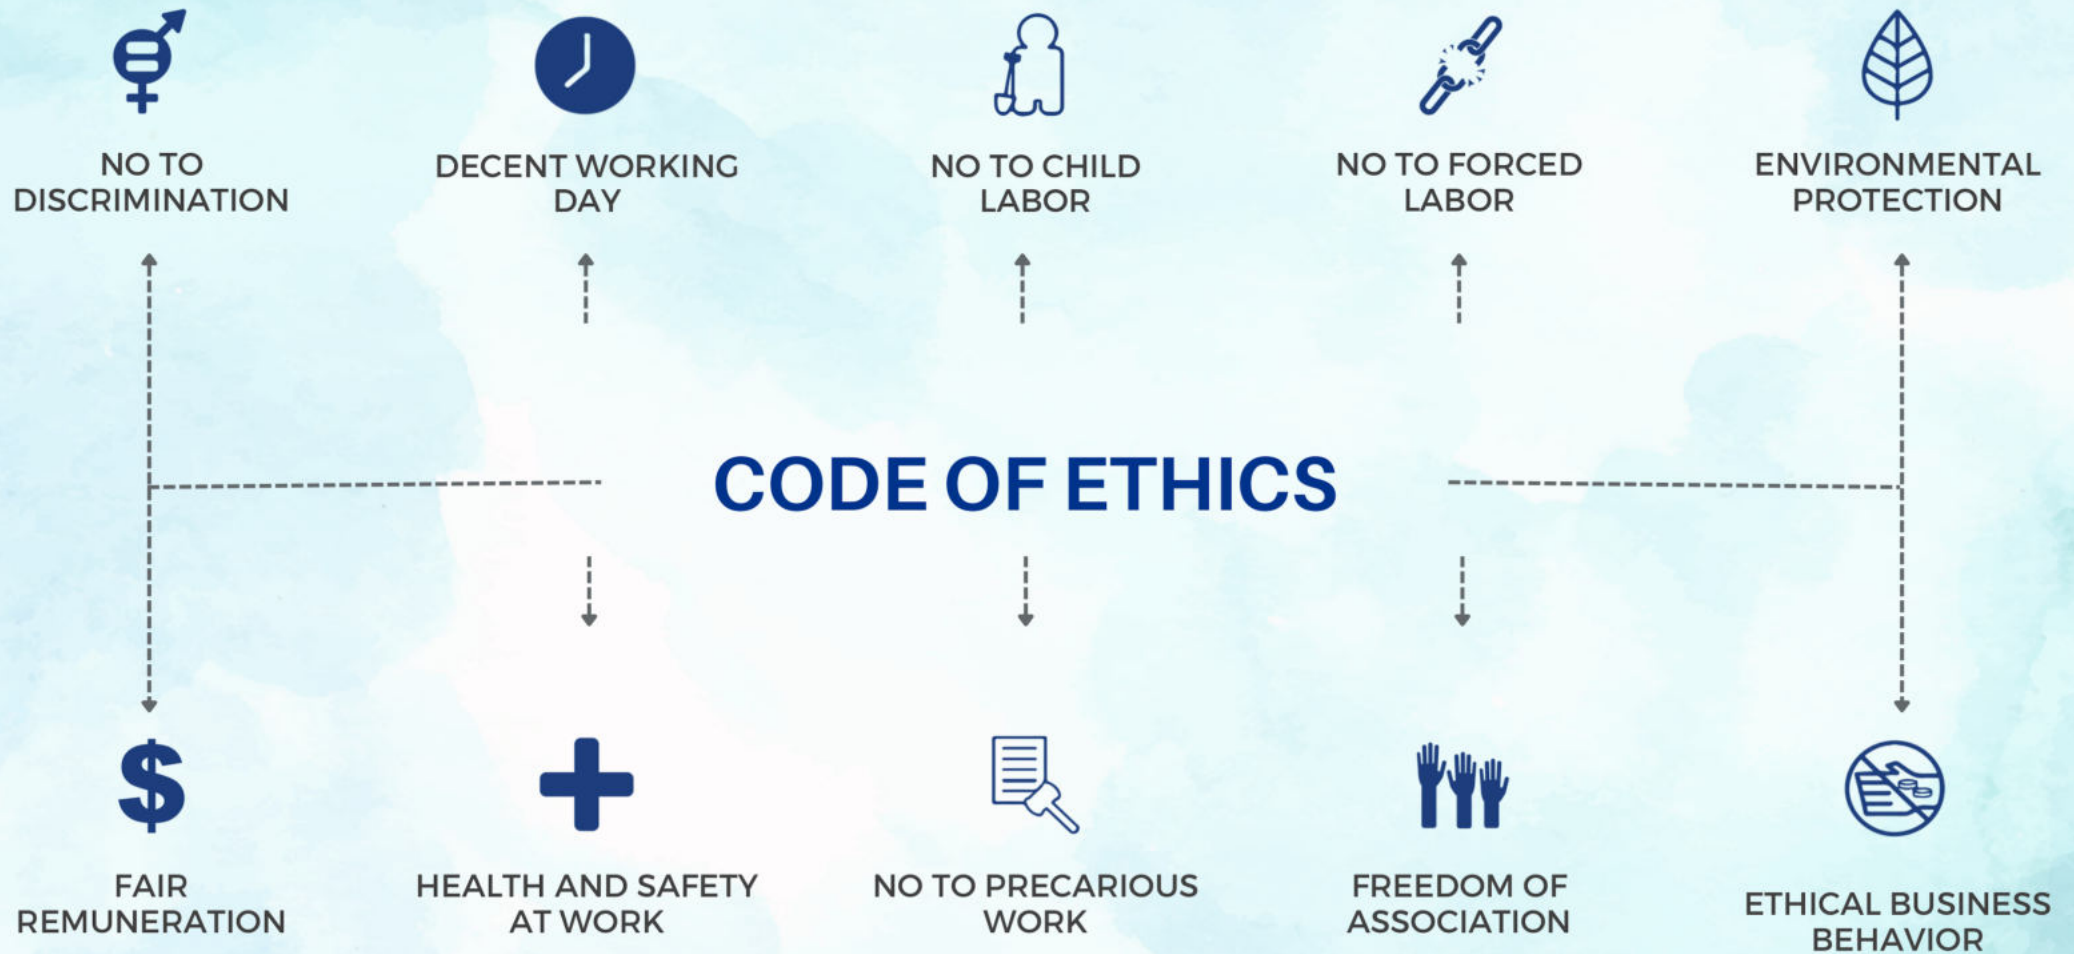 NO TO
DISCRIMINATION
DECENT WORKING
DAY
NO TO CHILD
LABOR
NO TO FORCED
LABOR
ENVIRONMENTAL
PROTECTION
CODE OF ETHICS
FAIR
REMUNERATION
HEALTH AND SAFETY
AT WORK
NO TO PRECARIOUS
WORK
FREEDOM OF
ASSOCIATION
ETHICAL BUSINESS
BEHAVIOR